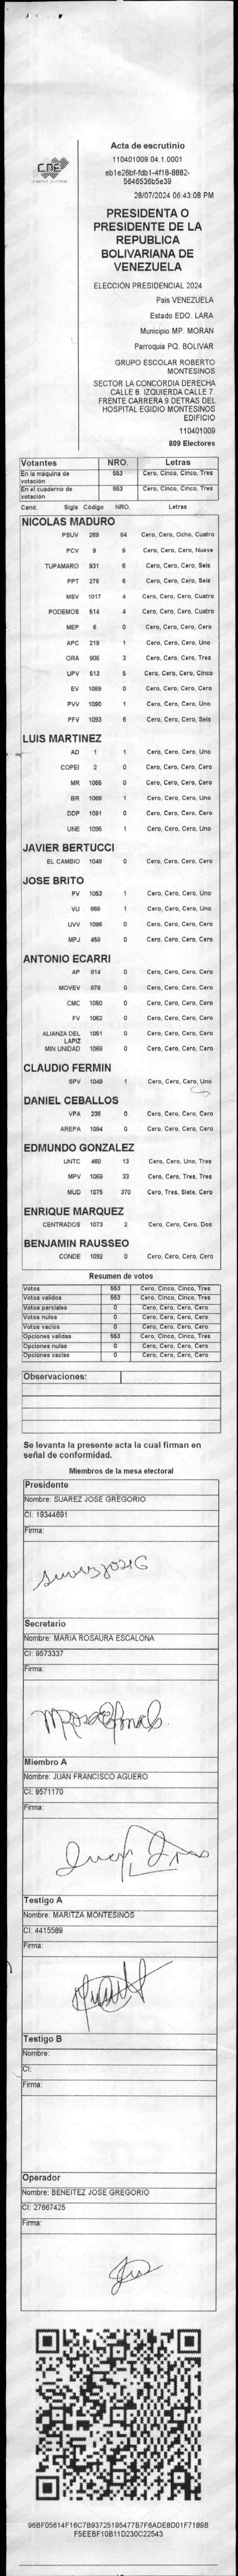 CNE
Acta de escrutinio
110401009.04.1.0001
eb1e26bf-fdb1-4f18-8882-
5646536b5e39
28/07/2024 06:43:08 PM
PRESIDENTA O
PRESIDENTE DE LA
REPUBLICA
BOLIVARIANA DE
VENEZUELA
ELECCIÓN PRESIDENCIAL 2024
Pais VENEZUELA
Estado EDO. LARA
Municipio MP. MORAN
Parroquia PQ. BOLIVAR
GRUPO ESCOLAR ROBERTO
MONTESINOS
SECTOR LA CONCORDIA DERECHA
CALLE 8. IZQUIERDA CALLE 7.
FRENTE CARRERA 9 DETRAS DEL
HOSPITAL EGIDIO MONTESINOS
EDIFICIO
110401009
809 Electores
Votantes NRO. Letras
En la máquina de votación 553 Cero, Cinco, Cinco, Tres
En el cuaderno de votación 553 Cero, Cinco, Cinco, Tres
Cand. Sigla Código NRO. Letras
NICOLAS MADURO
PSUV 269 84 Cero, Cero, Ocho, Cuatro
PCV 9 9 Cero, Cero, Cero, Nueve
TUPAMARO 931 6 Cero, Cero, Cero, Seis
PPT 276 6 Cero, Cero, Cero, Seis
MSV 1017 4 Cero, Cero, Cero, Cuatro
PODEMOS 514 4 Cero, Cero, Cero, Cuatro
MEP 6 0 Cero, Cero, Cero, Cero
APC 219 1 Cero, Cero, Cero, Uno
ORA 906 3 Cero, Cero, Cero, Tres
UPV 613 5 Cero, Cero, Cero, Cinco
EV 1089 0 Cero, Cero, Cero, Cero
PVV 1090 1 Cero, Cero, Cero, Uno
PFV 1093 6 Cero, Cero, Cero, Seis
LUIS MARTINEZ
AD 1 1 Cero, Cero, Cero, Uno
COPEI 2 0 Cero, Cero, Cero, Cero
MR 1065 0 Cero, Cero, Cero, Cero
BR 1066 1 Cero, Cero, Cero, Uno
DDP 1091 0 Cero, Cero, Cero, Cero
UNE 1095 1 Cero, Cero, Cero, Uno
JAVIER BERTUCCI
EL CAMBIO 1048 0 Cero, Cero, Cero, Cero
JOSE BRITO
PV 1053 1 Cero, Cero, Cero, Uno
VU 868 1 Cero, Cero, Cero, Uno
UVV 1096 0 Cero, Cero, Cero, Cero
MPJ 458 0 Cero, Cero, Cero, Cero
ANTONIO ECARRI
AP 814 0 Cero, Cero, Cero, Cero
MOVEV 878 0 Cero, Cero, Cero, Cero
CMC 1050 0 Cero, Cero, Cero, Cero
FV 1062 0 Cero, Cero, Cero, Cero
ALIANZA DEL LAPIZ 1051 0 Cero, Cero, Cero, Cero
MIN UNIDAD 1068 0 Cero, Cero, Cero, Cero
CLAUDIO FERMIN
SPV 1049 1 Cero, Cero, Cero, Uno
DANIEL CEBALLOS
VPA 236 0 Cero, Cero, Cero, Cero
AREPA 1094 0 Cero, Cero, Cero, Cero
EDMUNDO GONZALEZ
UNTC 460 13 Cero, Cero, Uno, Tres
MPV 1069 33 Cero, Cero, Tres, Tres
MUD 1075 370 Cero, Tres, Siete, Cero
ENRIQUE MARQUEZ
CENTRADOS 1073 2 Cero, Cero, Cero, Dos
BENJAMIN RAUSSEO
CONDE 1092 0 Cero, Cero, Cero, Cero
Resumen de votos
Votos 553 Cero, Cinco, Cinco, Tres
Votos validos 553 Cero, Cinco, Cinco, Tres
Votos parciales 0 Cero, Cero, Cero, Cero
Votos nulos 0 Cero, Cero, Cero, Cero
Votos vacios 0 Cero, Cero, Cero, Cero
Opciones validas 553 Cero, Cinco, Cinco, Tres
Opciones nulas 0 Cero, Cero, Cero, Cero
Opciones vacias 0 Cero, Cero, Cero, Cero
Observaciones:
Se levanta la presente acta la cual firman en
señal de conformidad.
Miembros de la mesa electoral
Presidente
Nombre: SUAREZ JOSE GREGORIO
CI: 19344691
Firma:
Suarez Jose G
Secretario
Nombre: MARIA ROSAURA ESCALONA
CI: 9573337
Firma:
Miembro A
Nombre: JUAN FRANCISCO AGUERO
CI: 9571170
Firma:
Testigo A
Nombre: MARITZA MONTESINOS
CI: 4415589
Firma:
Testigo B
Nombre:
CI:
Firma:
Operador
Nombre: BENEITEZ JOSE GREGORIO
CI: 27667425
Firma:
96BF05614F16C7B93725195477B7F6ADE8D01F7189B
F5EEBF10B11D230C22543